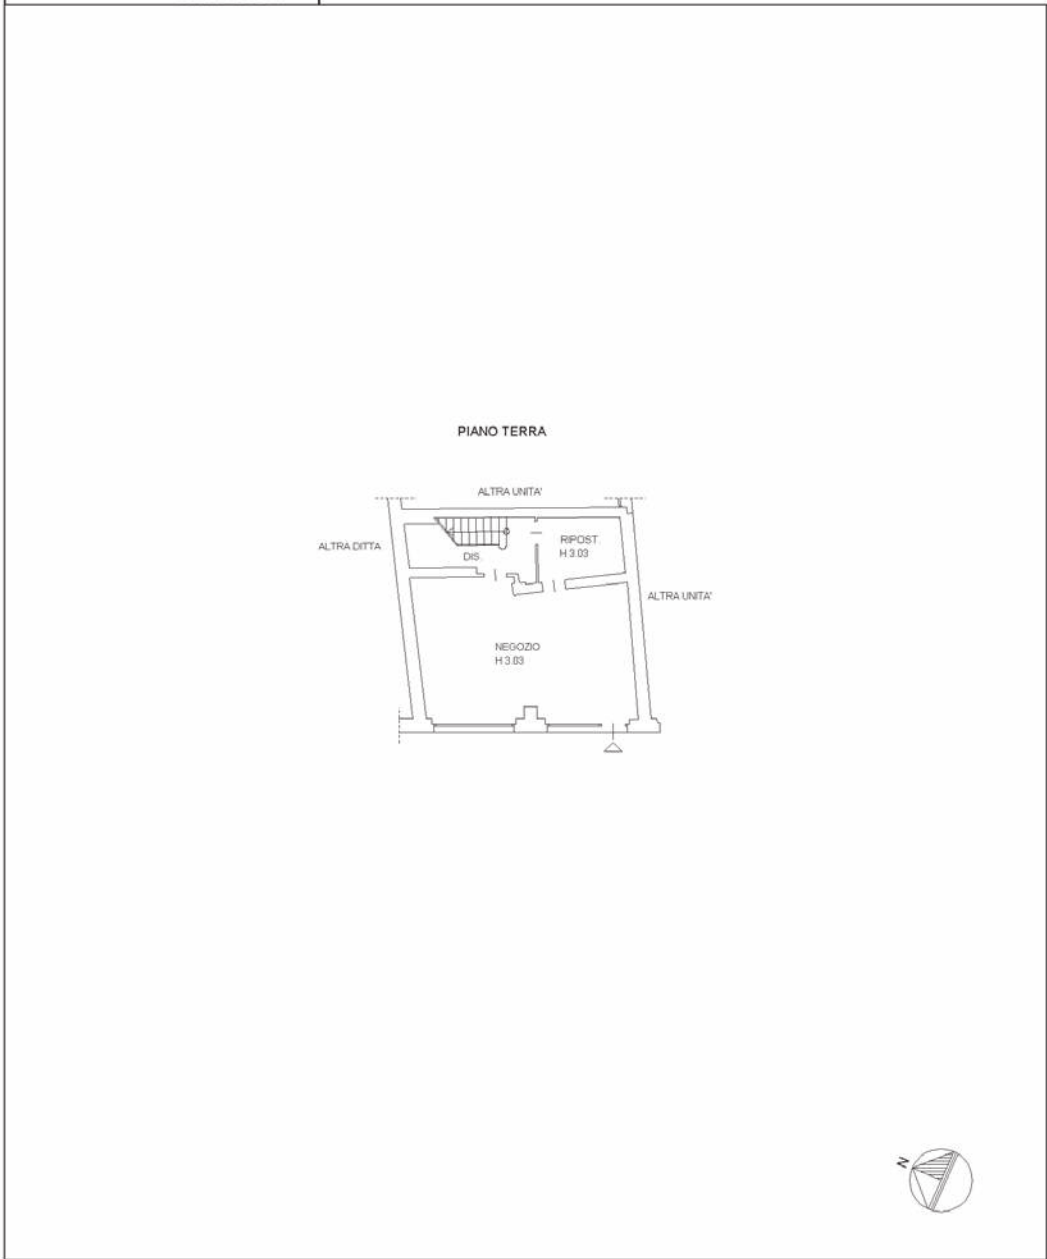 PIANO TERRA
ALTRA UNITA'
ALTRA DITTA
RIPOST.
H 3.03
DIS.
ALTRA UNITA'
NEGOZIO
H 3.03
N